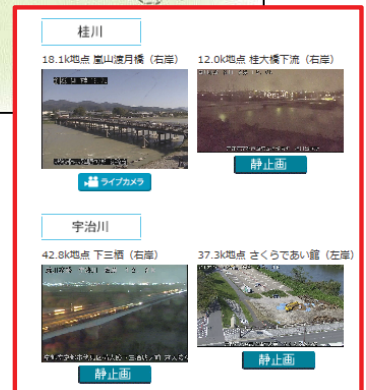 桂川
18.1k地点 嵐山渡月橋（右岸）
12.0k地点 桂大橋下流（右岸）
ライブカメラ
静止画
宇治川
42.8k地点 下三栖（右岸）
37.3k地点 さくらであい館（左岸）
静止画
静止画